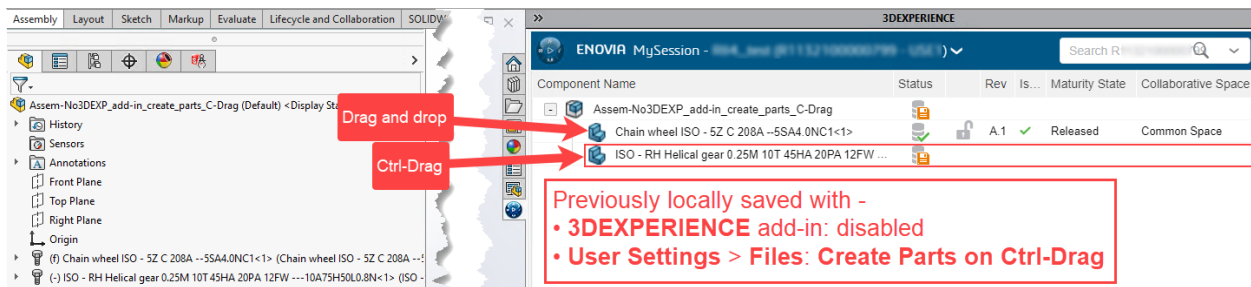 Assembly Layout Sketch Markup Evaluate Lifecycle and Collaboration SOLIDW
Assem-No3DEXP_add-in_create_parts_C-Drag (Default) <Display Sta
History
Sensors
Annotations
Front Plane
Top Plane
Right Plane
Origin
(f) Chain wheel ISO - 5Z C 208A --5SA4.0NC1<1> (Chain wheel ISO - 5Z C 208A --5
(-) ISO - RH Helical gear 0.25M 10T 45HA 20PA 12FW ---10A75H50L0.8N<1> (ISO -
Drag and drop
Ctrl-Drag
3DEXPERIENCE
ENOVIA MySession -
Search
Component Name Status Rev Is... Maturity State Collaborative Space
Assem-No3DEXP_add-in_create_parts_C-Drag
Chain wheel ISO - 5Z C 208A --5SA4.0NC1<1> A.1 Released Common Space
ISO - RH Helical gear 0.25M 10T 45HA 20PA 12FW ...
Previously locally saved with -
• 3DEXPERIENCE add-in: disabled
• User Settings > Files: Create Parts on Ctrl-Drag